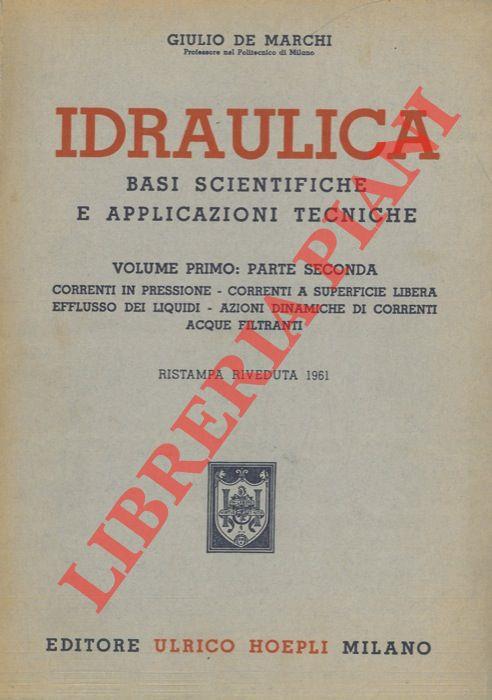 GIULIO DE MARCHI
Professore nel Politecnico di Milano
IDRAULICA
BASI SCIENTIFICHE
E APPLICAZIONI TECNICHE
VOLUME PRIMO: PARTE SECONDA
CORRENTI IN PRESSIONE - CORRENTI A SUPERFICIE LIBERA
EFFLUSSO DEI LIQUIDI - AZIONI DINAMICHE DI CORRENTI
ACQUE FILTRANTI
RISTAMPA RIVEDUTA 1961
H H
EDITORE ULRICO HOEPLI MILANO
LIBRERIA PIANI